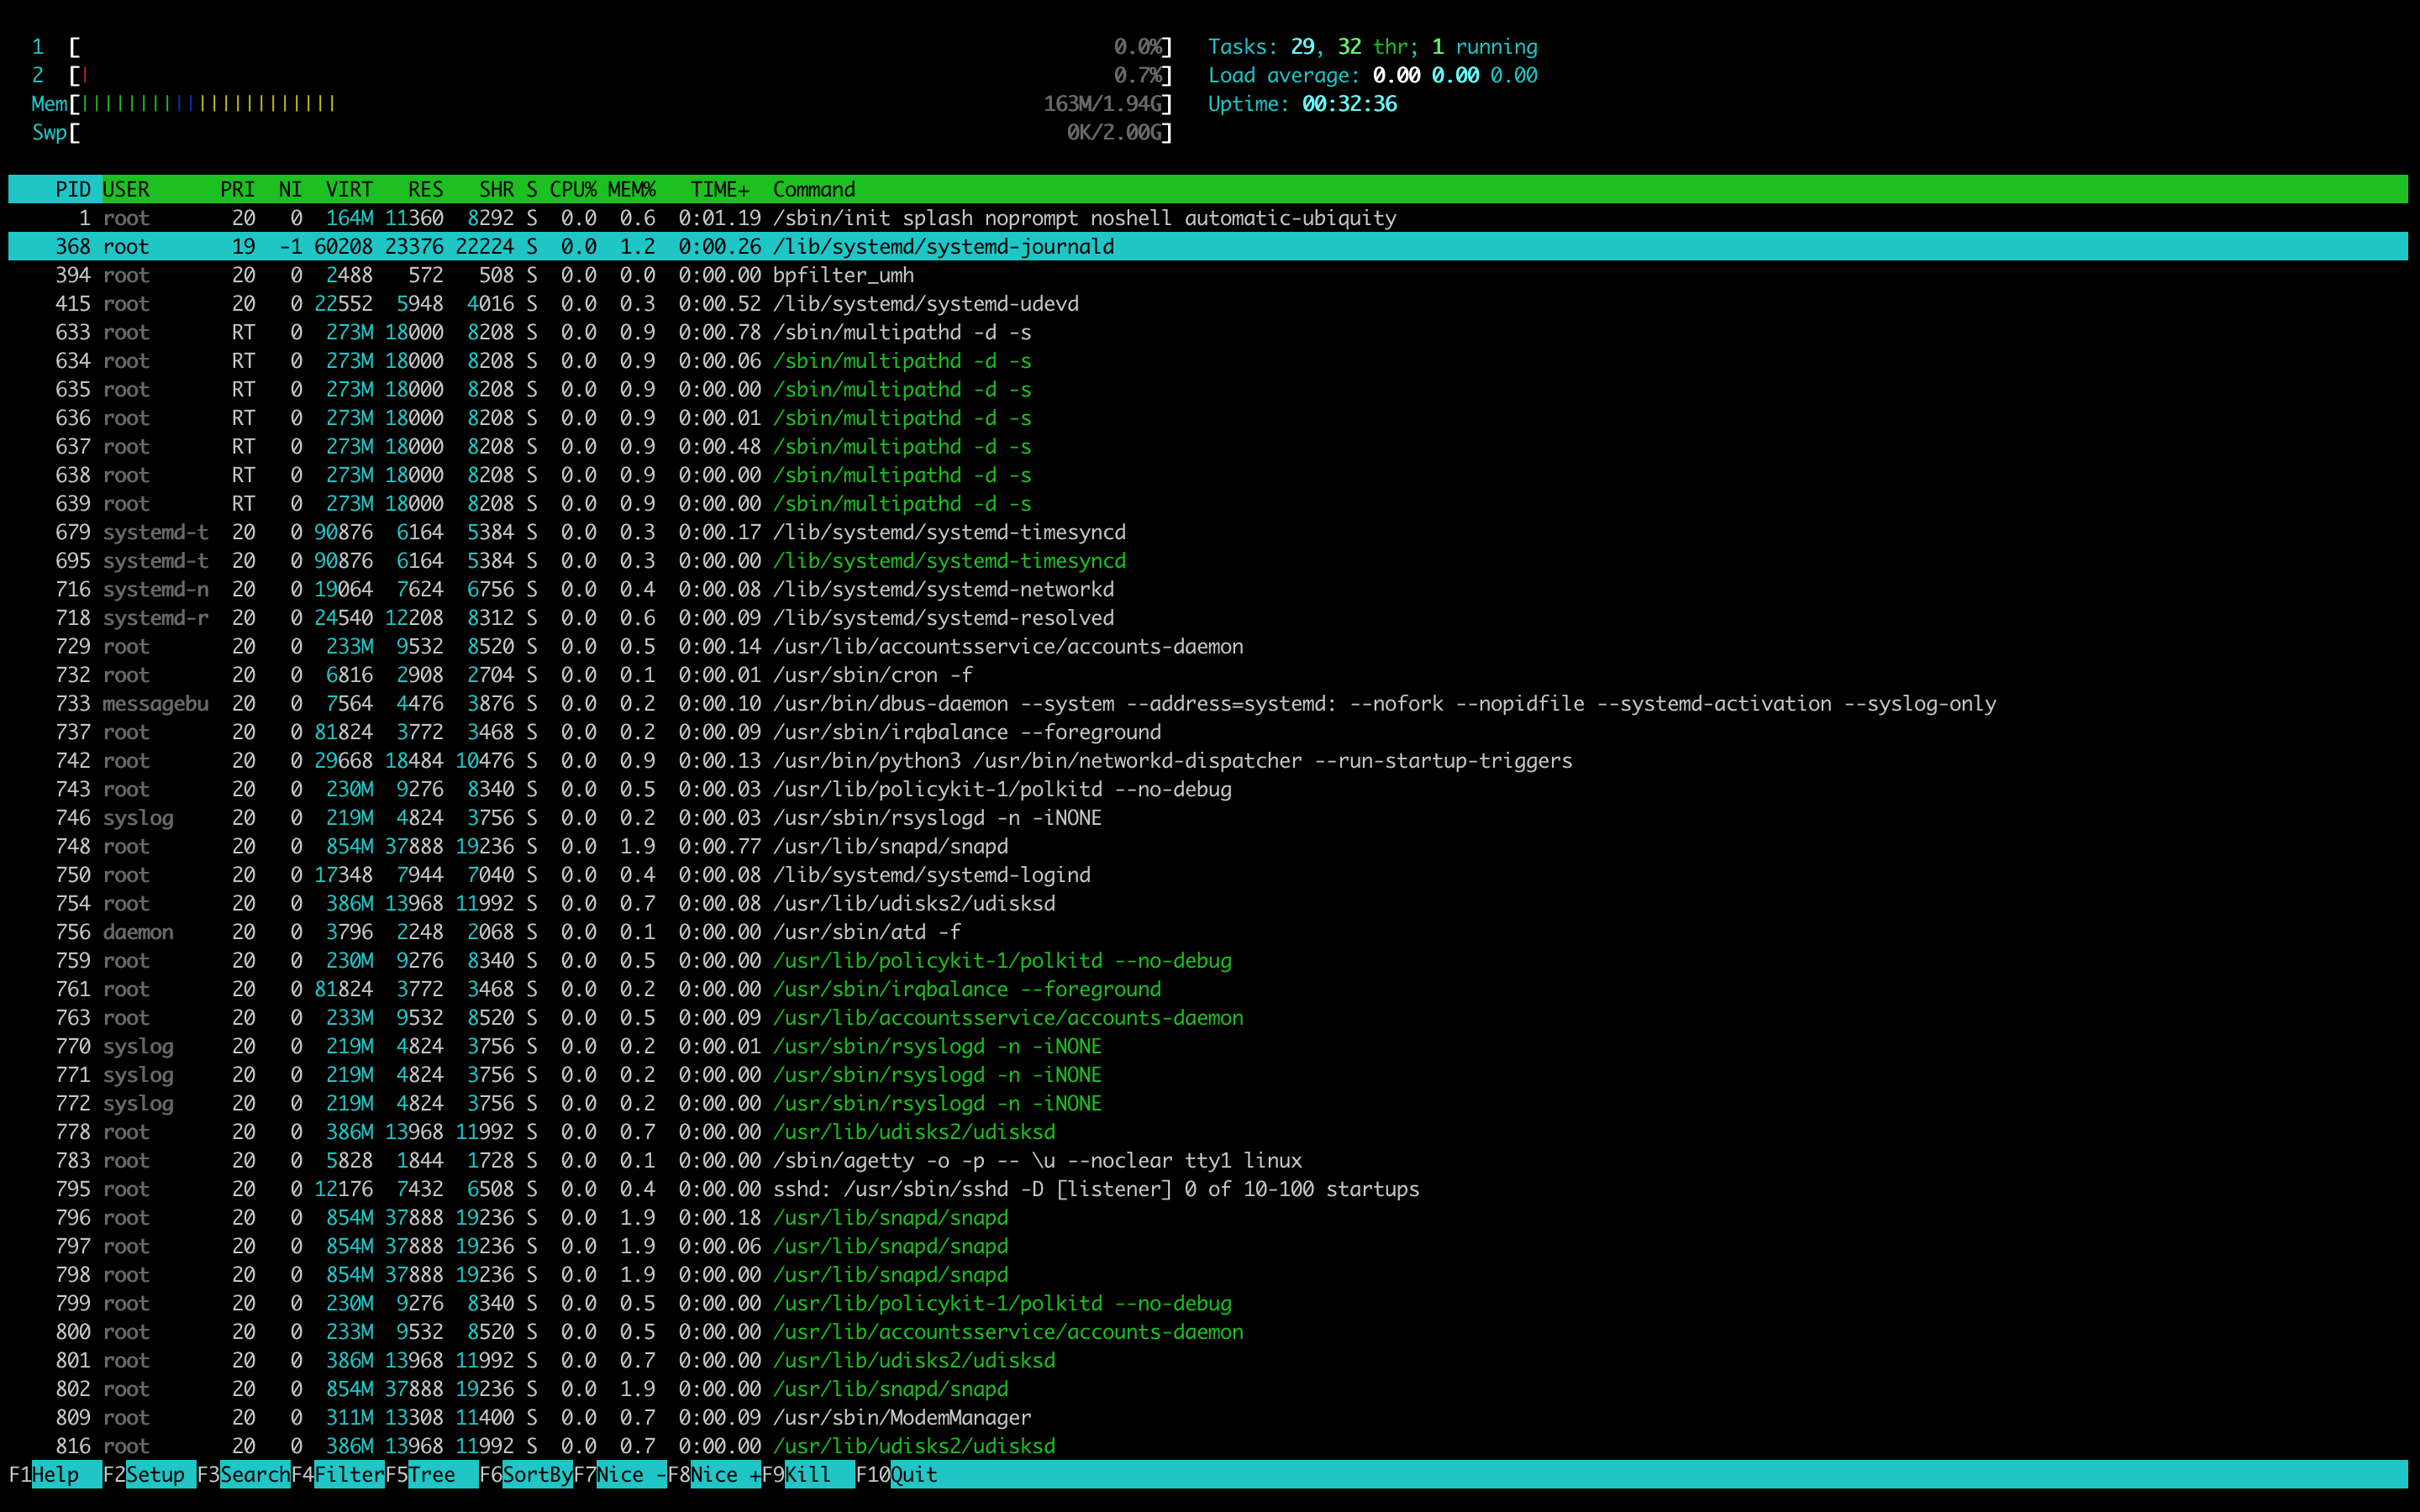 1 [ 0.0%] Tasks: 29, 32 thr; 1 running
2 [| 0.7%] Load average: 0.00 0.00 0.00
Mem[|||||||||||||||||||||| 163M/1.94G] Uptime: 00:32:36
Swp[ 0K/2.00G]
PID USER PRI NI VIRT RES SHR S CPU% MEM% TIME+ Command
1 root 20 0 164M 11360 8292 S 0.0 0.6 0:01.19 /sbin/init splash noprompt noshell automatic-ubiquity
368 root 19 -1 60208 23376 22224 S 0.0 1.2 0:00.26 /lib/systemd/systemd-journald
394 root 20 0 2488 572 508 S 0.0 0.0 0:00.00 bpfilter_umh
415 root 20 0 22552 5948 4016 S 0.0 0.3 0:00.52 /lib/systemd/systemd-udevd
633 root RT 0 273M 18000 8208 S 0.0 0.9 0:00.78 /sbin/multipathd -d -s
634 root RT 0 273M 18000 8208 S 0.0 0.9 0:00.06 /sbin/multipathd -d -s
635 root RT 0 273M 18000 8208 S 0.0 0.9 0:00.00 /sbin/multipathd -d -s
636 root RT 0 273M 18000 8208 S 0.0 0.9 0:00.01 /sbin/multipathd -d -s
637 root RT 0 273M 18000 8208 S 0.0 0.9 0:00.48 /sbin/multipathd -d -s
638 root RT 0 273M 18000 8208 S 0.0 0.9 0:00.00 /sbin/multipathd -d -s
639 root RT 0 273M 18000 8208 S 0.0 0.9 0:00.00 /sbin/multipathd -d -s
679 systemd-t 20 0 90876 6164 5384 S 0.0 0.3 0:00.17 /lib/systemd/systemd-timesyncd
695 systemd-t 20 0 90876 6164 5384 S 0.0 0.3 0:00.00 /lib/systemd/systemd-timesyncd
716 systemd-n 20 0 19064 7624 6756 S 0.0 0.4 0:00.08 /lib/systemd/systemd-networkd
718 systemd-r 20 0 24540 12208 8312 S 0.0 0.6 0:00.09 /lib/systemd/systemd-resolved
729 root 20 0 233M 9532 8520 S 0.0 0.5 0:00.14 /usr/lib/accountsservice/accounts-daemon
732 root 20 0 6816 2908 2704 S 0.0 0.1 0:00.01 /usr/sbin/cron -f
733 messagebu 20 0 7564 4476 3876 S 0.0 0.2 0:00.10 /usr/bin/dbus-daemon --system --address=systemd: --nofork --nopidfile --systemd-activation --syslog-only
737 root 20 0 81824 3772 3468 S 0.0 0.2 0:00.09 /usr/sbin/irqbalance --foreground
742 root 20 0 29668 18484 10476 S 0.0 0.9 0:00.13 /usr/bin/python3 /usr/bin/networkd-dispatcher --run-startup-triggers
743 root 20 0 230M 9276 8340 S 0.0 0.5 0:00.03 /usr/lib/policykit-1/polkitd --no-debug
746 syslog 20 0 219M 4824 3756 S 0.0 0.2 0:00.03 /usr/sbin/rsyslogd -n -iNONE
748 root 20 0 854M 37888 19236 S 0.0 1.9 0:00.77 /usr/lib/snapd/snapd
750 root 20 0 17348 7944 7040 S 0.0 0.4 0:00.08 /lib/systemd/systemd-logind
754 root 20 0 386M 13968 11992 S 0.0 0.7 0:00.08 /usr/lib/udisks2/udisksd
756 daemon 20 0 3796 2248 2068 S 0.0 0.1 0:00.00 /usr/sbin/atd -f
759 root 20 0 230M 9276 8340 S 0.0 0.5 0:00.00 /usr/lib/policykit-1/polkitd --no-debug
761 root 20 0 81824 3772 3468 S 0.0 0.2 0:00.00 /usr/sbin/irqbalance --foreground
763 root 20 0 233M 9532 8520 S 0.0 0.5 0:00.09 /usr/lib/accountsservice/accounts-daemon
770 syslog 20 0 219M 4824 3756 S 0.0 0.2 0:00.01 /usr/sbin/rsyslogd -n -iNONE
771 syslog 20 0 219M 4824 3756 S 0.0 0.2 0:00.00 /usr/sbin/rsyslogd -n -iNONE
772 syslog 20 0 219M 4824 3756 S 0.0 0.2 0:00.00 /usr/sbin/rsyslogd -n -iNONE
778 root 20 0 386M 13968 11992 S 0.0 0.7 0:00.00 /usr/lib/udisks2/udisksd
783 root 20 0 5828 1844 1728 S 0.0 0.1 0:00.00 /sbin/agetty -o -p -- \u --noclear tty1 linux
795 root 20 0 12176 7432 6508 S 0.0 0.4 0:00.00 sshd: /usr/sbin/sshd -D [listener] 0 of 10-100 startups
796 root 20 0 854M 37888 19236 S 0.0 1.9 0:00.18 /usr/lib/snapd/snapd
797 root 20 0 854M 37888 19236 S 0.0 1.9 0:00.06 /usr/lib/snapd/snapd
798 root 20 0 854M 37888 19236 S 0.0 1.9 0:00.00 /usr/lib/snapd/snapd
799 root 20 0 230M 9276 8340 S 0.0 0.5 0:00.00 /usr/lib/policykit-1/polkitd --no-debug
800 root 20 0 233M 9532 8520 S 0.0 0.5 0:00.00 /usr/lib/accountsservice/accounts-daemon
801 root 20 0 386M 13968 11992 S 0.0 0.7 0:00.00 /usr/lib/udisks2/udisksd
802 root 20 0 854M 37888 19236 S 0.0 1.9 0:00.00 /usr/lib/snapd/snapd
809 root 20 0 311M 13308 11400 S 0.0 0.7 0:00.09 /usr/sbin/ModemManager
816 root 20 0 386M 13968 11992 S 0.0 0.7 0:00.00 /usr/lib/udisks2/udisksd
F1Help F2Setup F3SearchF4FilterF5Tree F6SortByF7Nice -F8Nice +F9Kill F10Quit